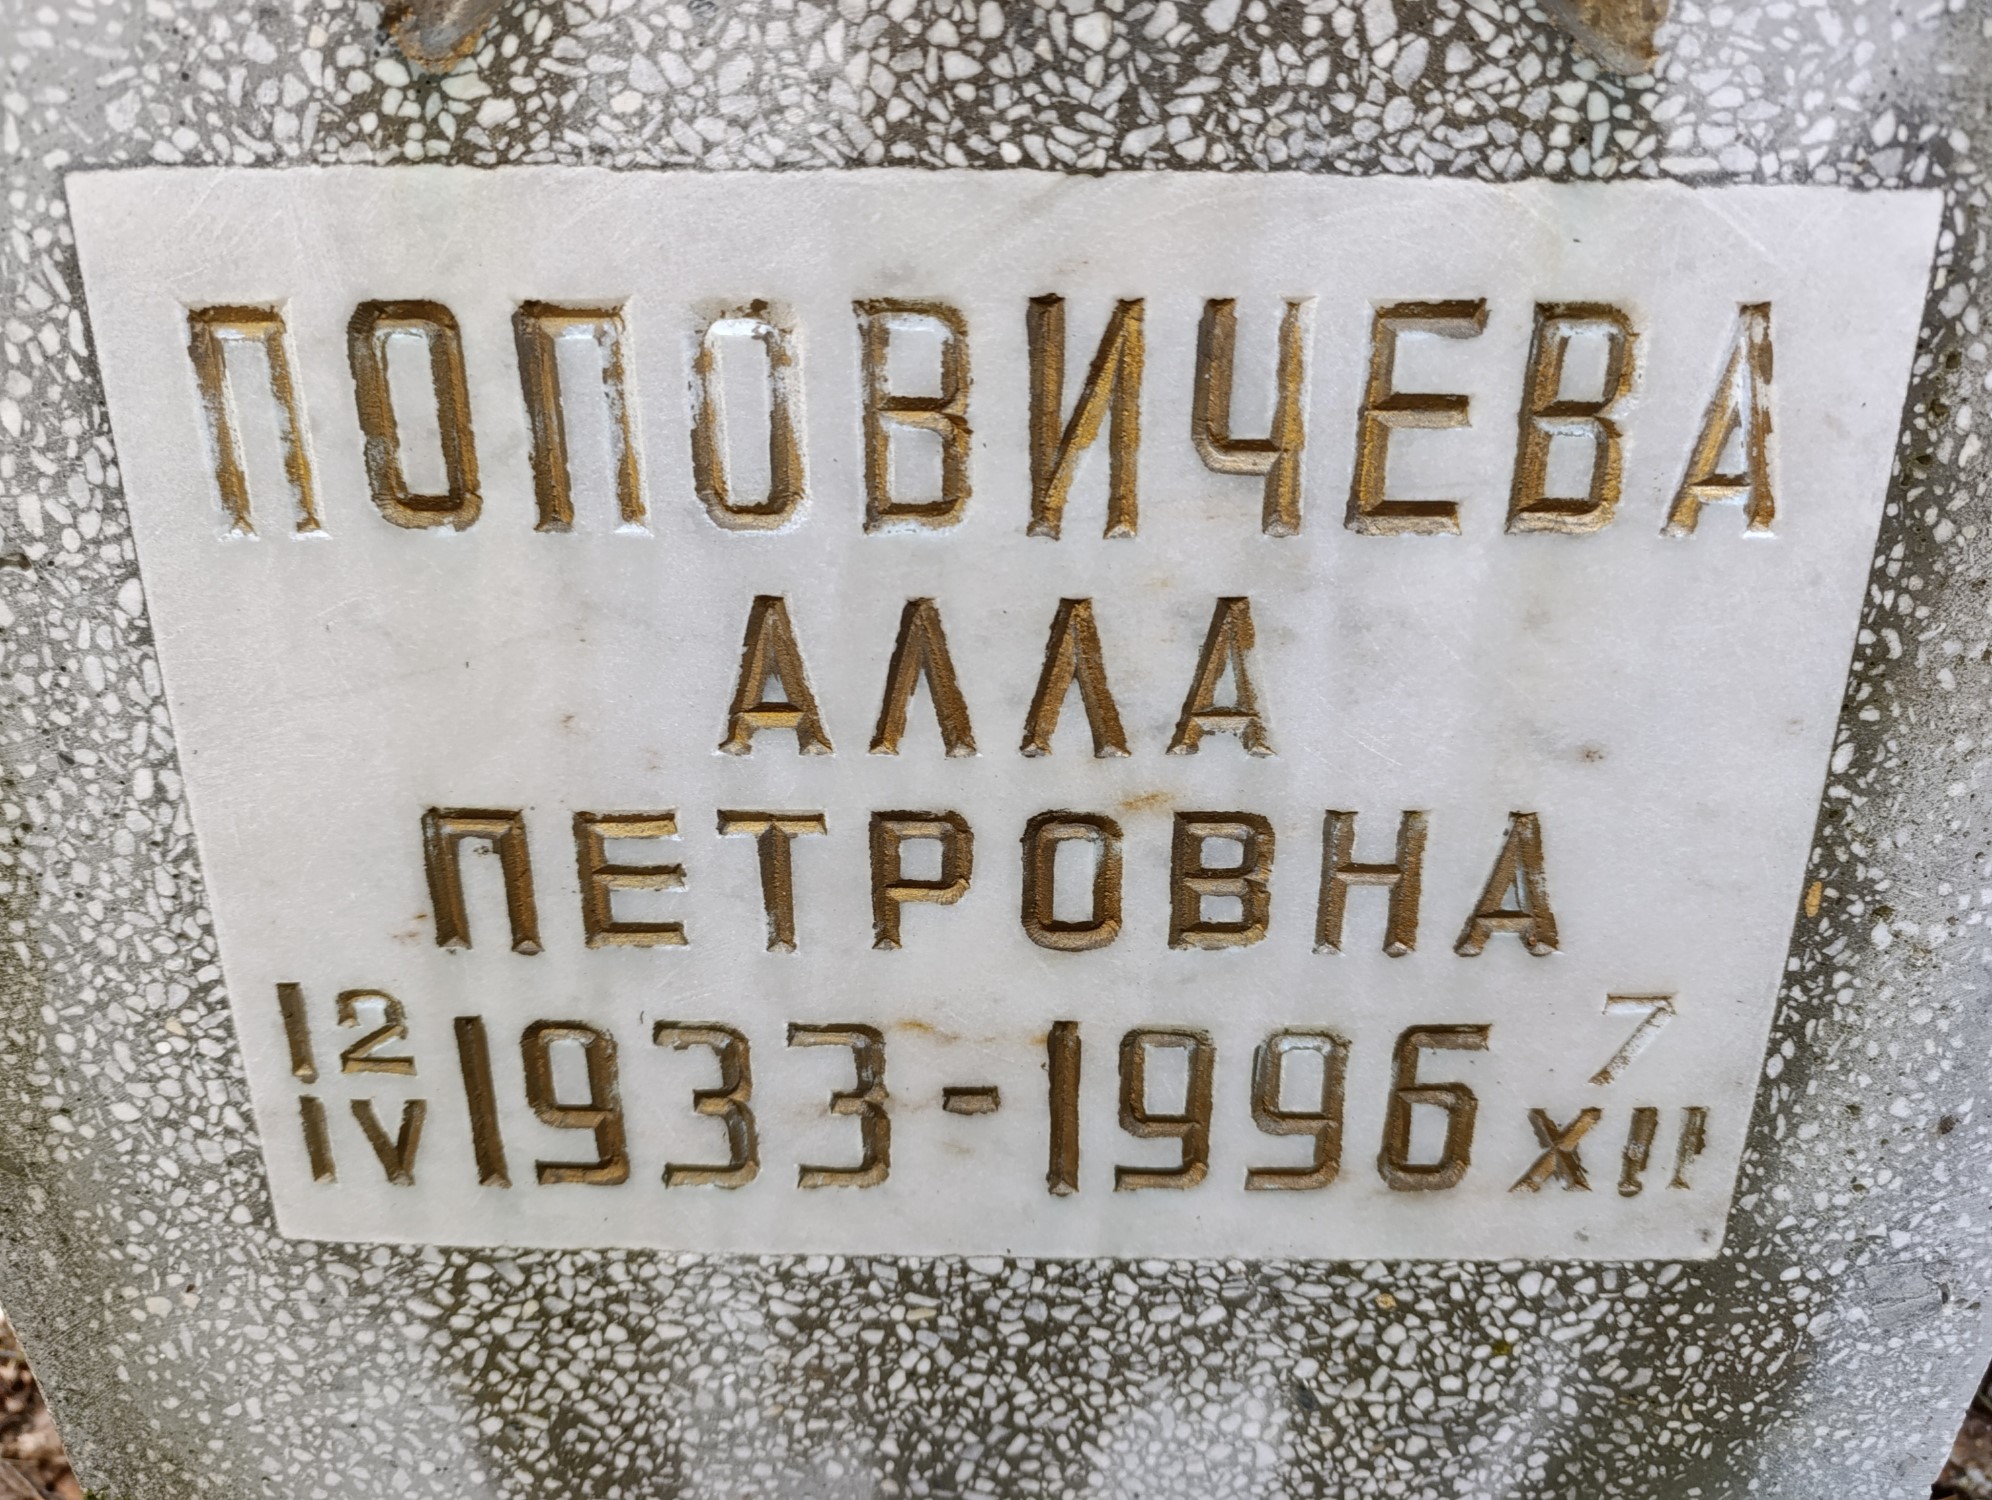 ПОПОВИЧЕВА
АЛЛА
ПЕТРОВНА
12 IV 1933-1996 7 XII